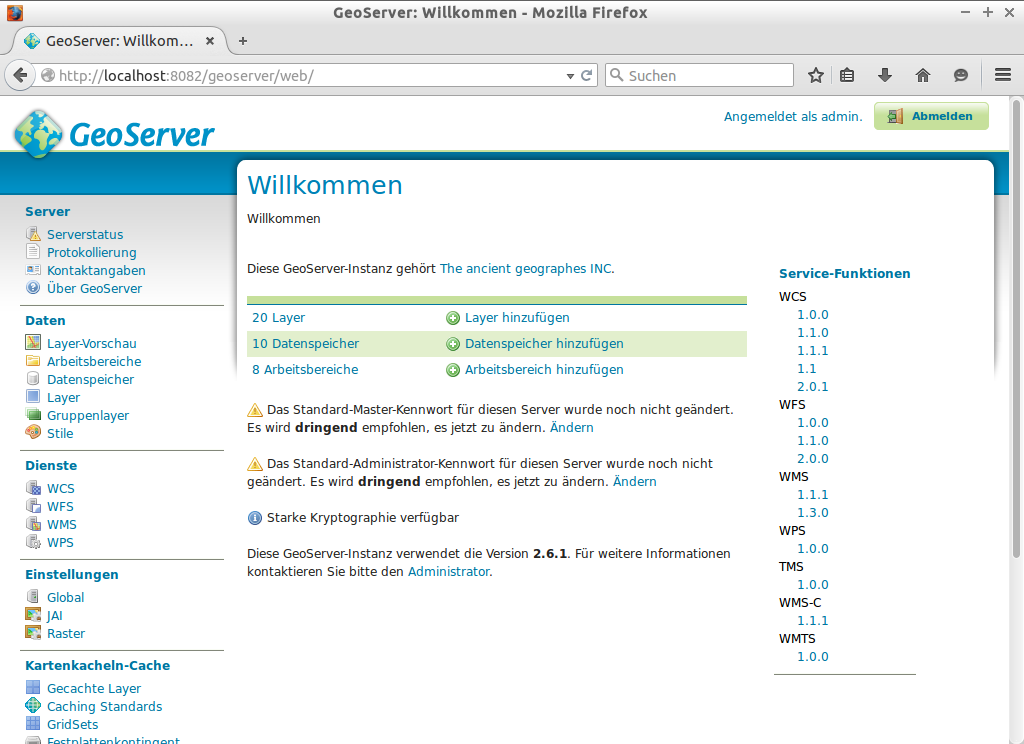 GeoServer: Willkommen - Mozilla Firefox
GeoServer: Willkom...
http://localhost:8082/geoserver/web/
Suchen
GeoServer
Angemeldet als admin.
Abmelden
Server
Serverstatus
Protokollierung
Kontaktangaben
Über GeoServer
Daten
Layer-Vorschau
Arbeitsbereiche
Datenspeicher
Layer
Gruppenlayer
Stile
Dienste
WCS
WFS
WMS
WPS
Einstellungen
Global
JAI
Raster
Kartenkacheln-Cache
Gecachte Layer
Caching Standards
GridSets
Festplattenkontingent
Willkommen
Willkommen
Diese GeoServer-Instanz gehört The ancient geographes INC.
20 Layer Layer hinzufügen
10 Datenspeicher Datenspeicher hinzufügen
8 Arbeitsbereiche Arbeitsbereich hinzufügen
Das Standard-Master-Kennwort für diesen Server wurde noch nicht geändert.
Es wird dringend empfohlen, es jetzt zu ändern. Ändern
Das Standard-Administrator-Kennwort für diesen Server wurde noch nicht
geändert. Es wird dringend empfohlen, es jetzt zu ändern. Ändern
Starke Kryptographie verfügbar
Diese GeoServer-Instanz verwendet die Version 2.6.1. Für weitere Informationen
kontaktieren Sie bitte den Administrator.
Service-Funktionen
WCS
1.0.0
1.1.0
1.1.1
1.1
2.0.1
WFS
1.0.0
1.1.0
2.0.0
WMS
1.1.1
1.3.0
WPS
1.0.0
TMS
1.0.0
WMS-C
1.1.1
WMTS
1.0.0